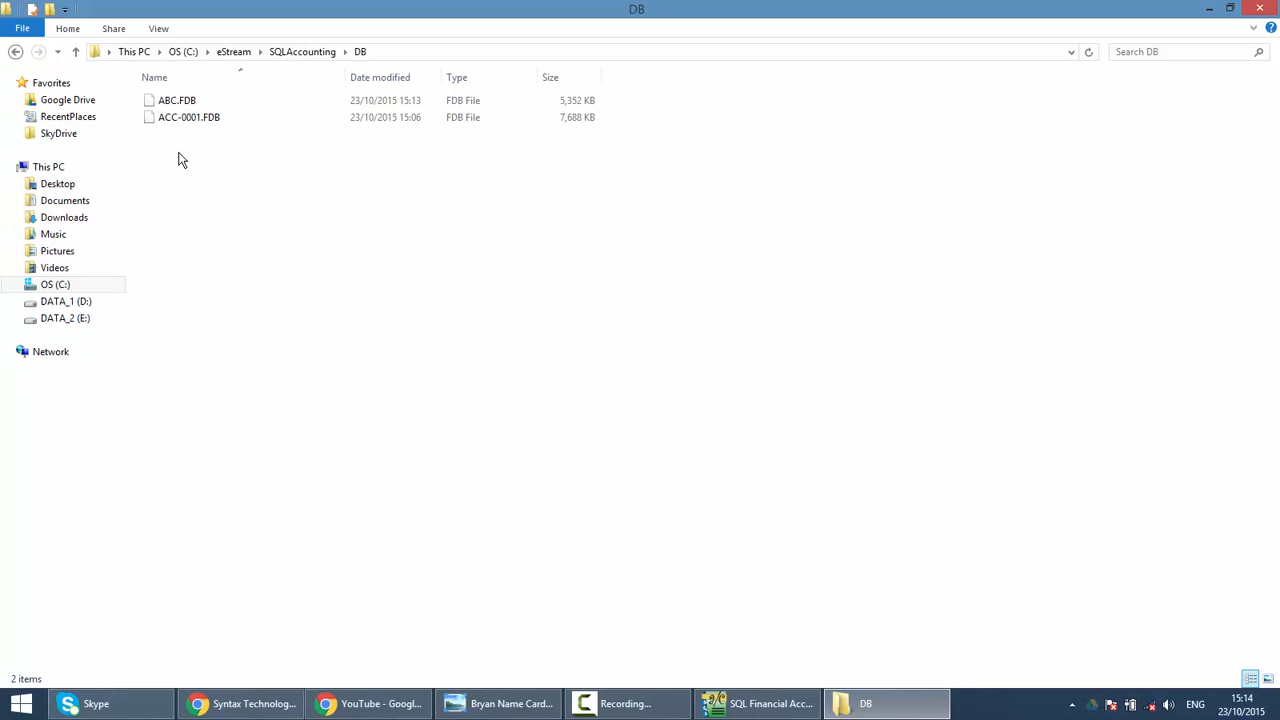 DB
File Home Share View
This PC OS (C:) eStream SQLAccounting DB Search DB
Name Date modified Type Size
Favorites
Google Drive
RecentPlaces
SkyDrive
This PC
Desktop
Documents
Downloads
Music
Pictures
Videos
OS (C:)
DATA_1 (D:)
DATA_2 (E:)
Network
ABC.FDB 23/10/2015 15:13 FDB File 5,352 KB
ACC-0001.FDB 23/10/2015 15:06 FDB File 7,688 KB
2 items
Skype Syntax Technolog... YouTube - Googl... Bryan Name Card... Recording... SQL Financial Acc... DB ENG 15:14
23/10/2015